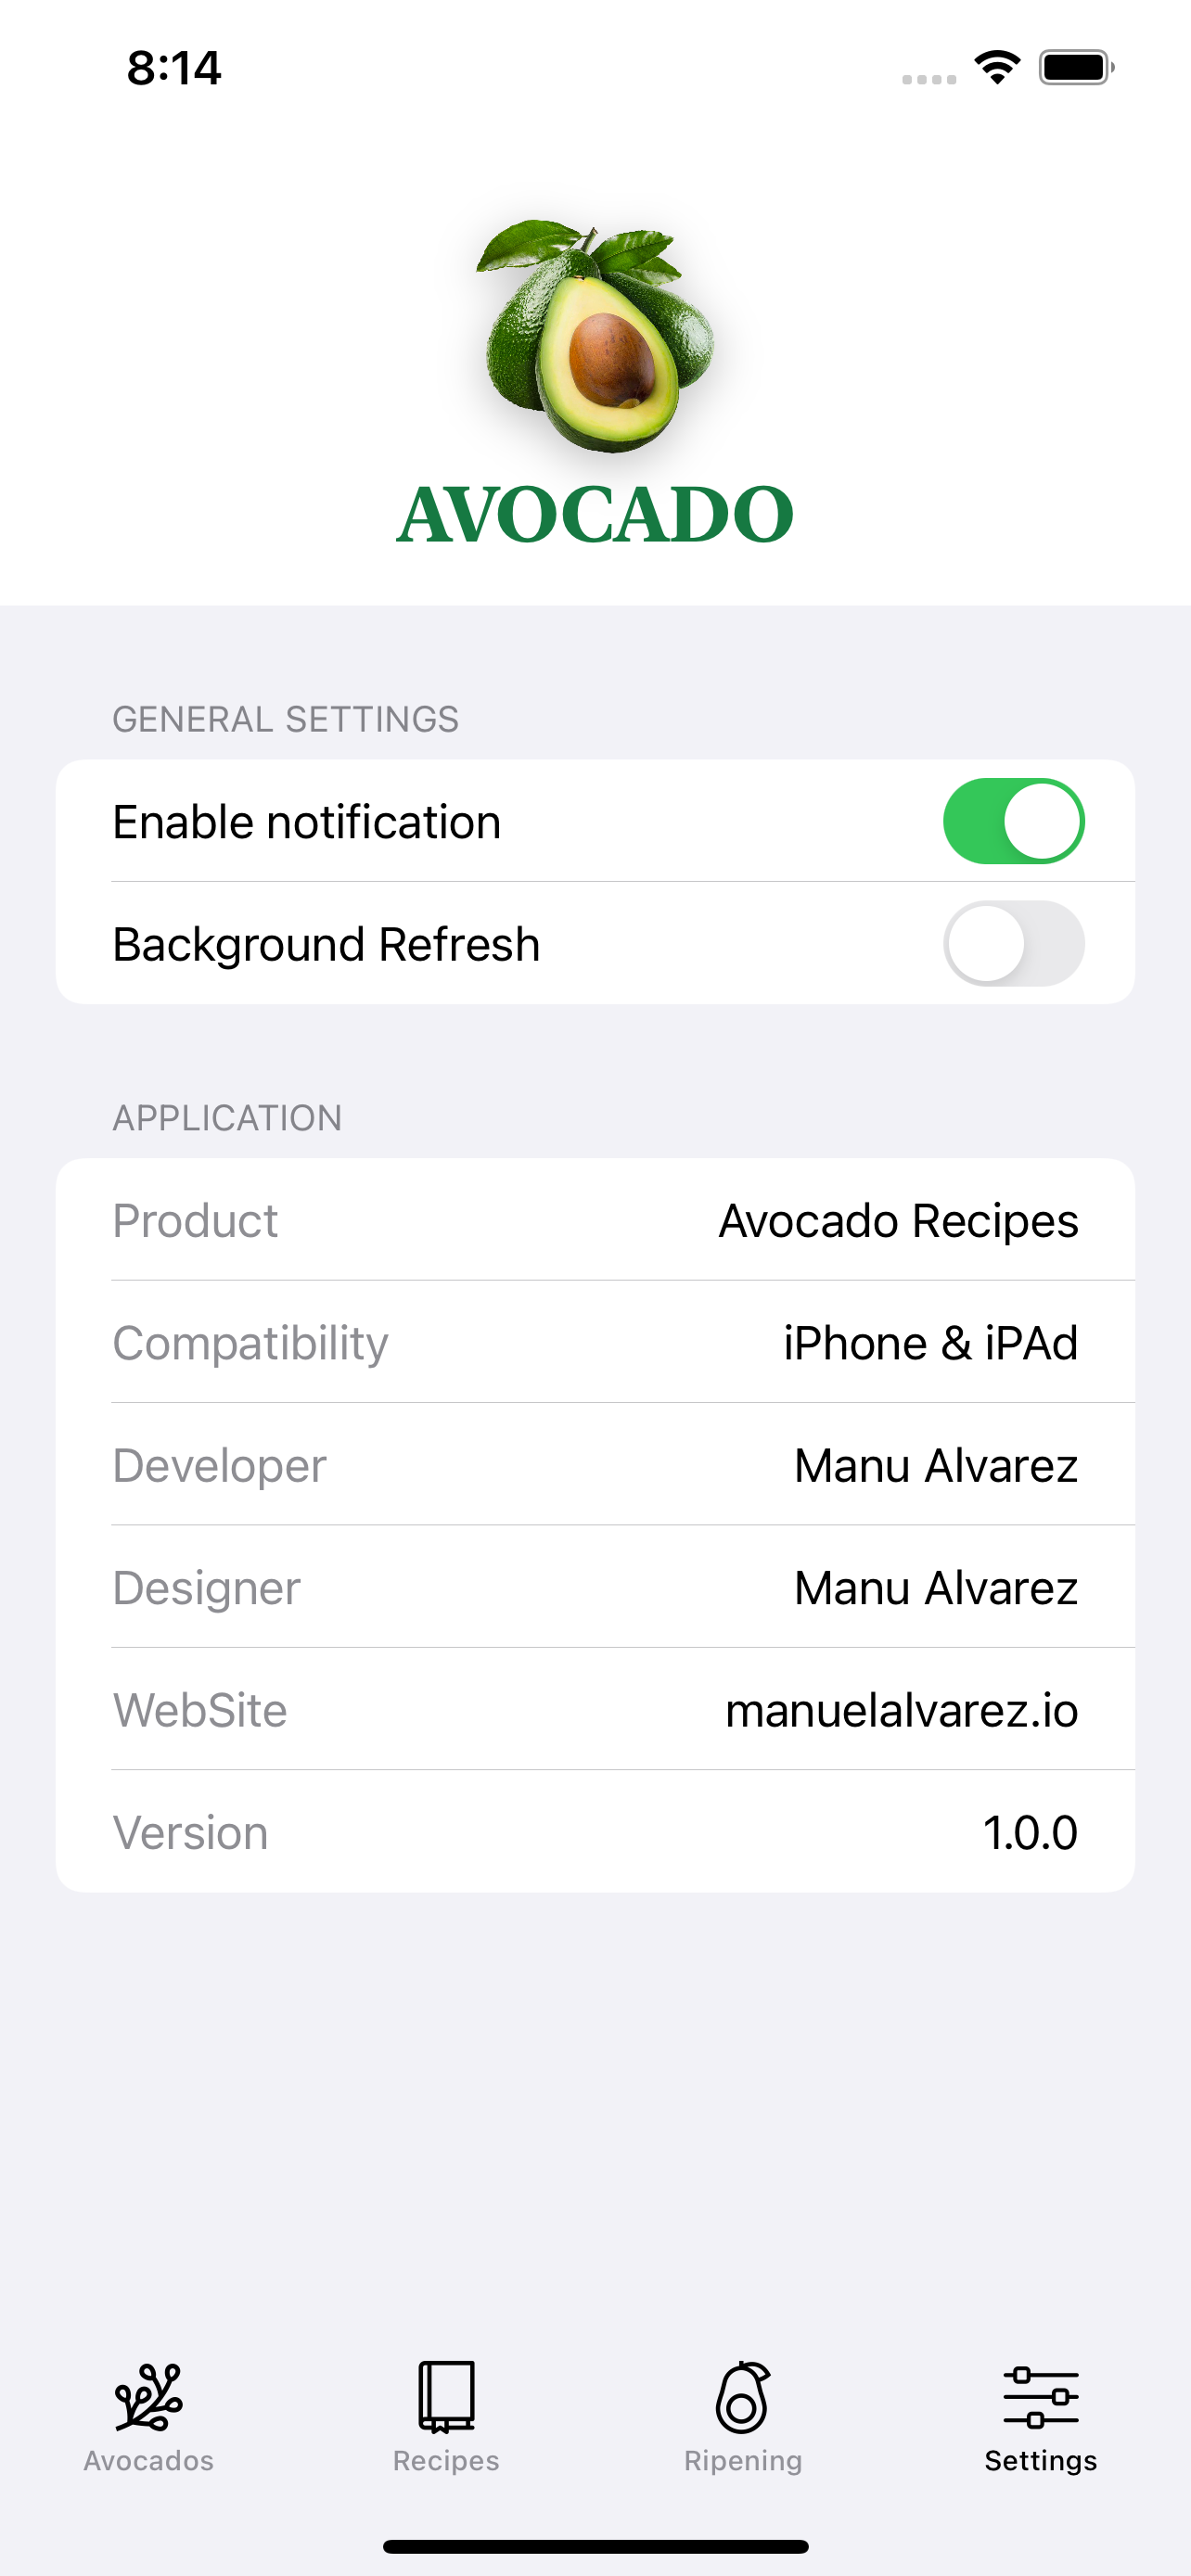 8:14
AVOCADO
GENERAL SETTINGS
Enable notification
Background Refresh
APPLICATION
Product Avocado Recipes
Compatibility iPhone & iPAd
Developer Manu Alvarez
Designer Manu Alvarez
WebSite manuelalvarez.io
Version 1.0.0
Avocados Recipes Ripening Settings